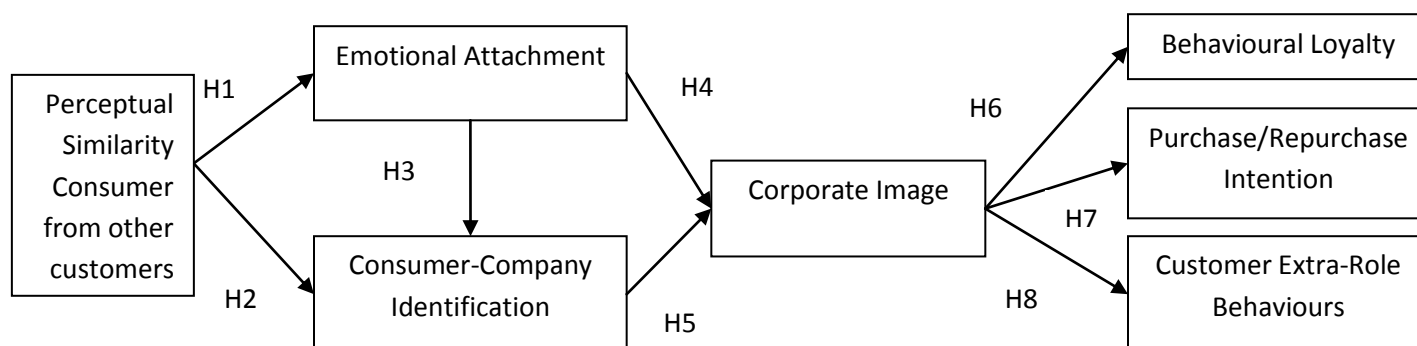 Perceptual
Similarity
Consumer
from other
customers
H1
H2
Emotional Attachment
H3
Consumer-Company
Identification
H4
H5
Corporate Image
H6
H7
H8
Behavioural Loyalty
Purchase/Repurchase
Intention
Customer Extra-Role
Behaviours